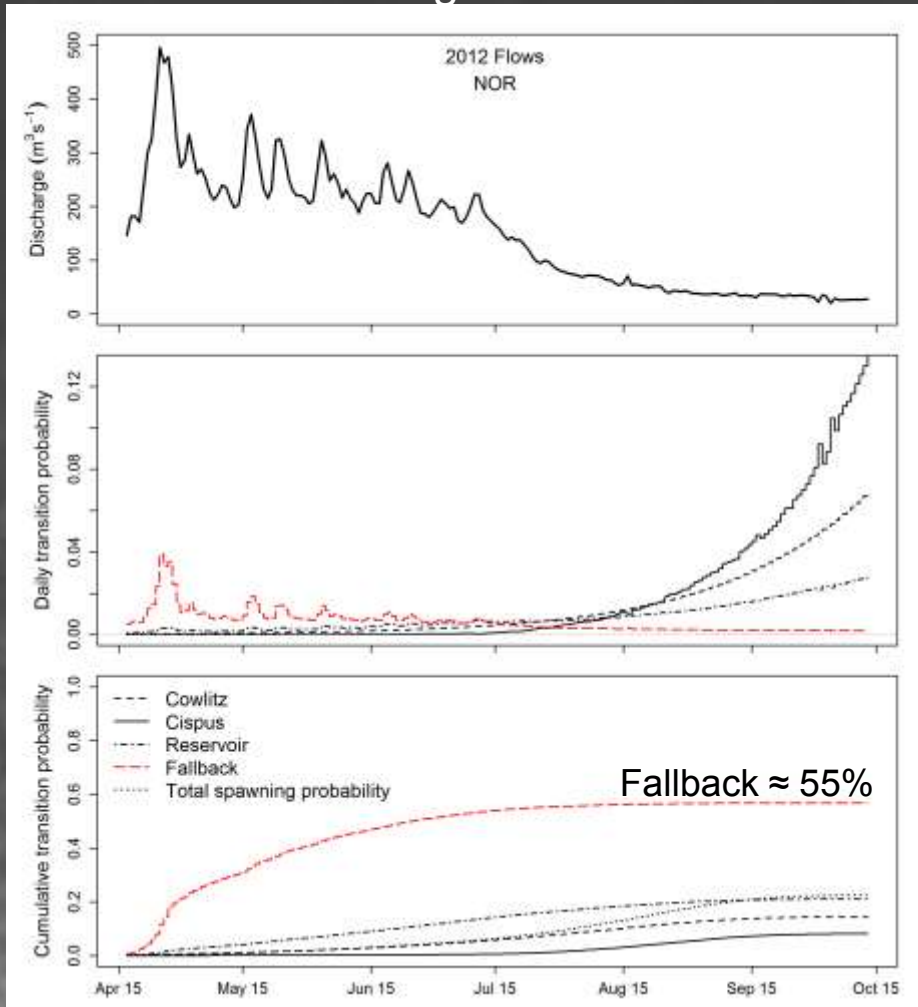 2012 Flows
NOR
Discharge (m³s⁻¹)
500
400
300
200
100
0
Daily transition probability
0.12
0.08
0.04
0.00
Cumulative transition probability
1.0
0.8
0.6
0.4
0.2
0.0
Cowlitz
Cispus
Reservoir
Fallback
Total spawning probability
Fallback ≈ 55%
Apr 15
May 15
Jun 15
Jul 15
Aug 15
Sep 15
Oct 15